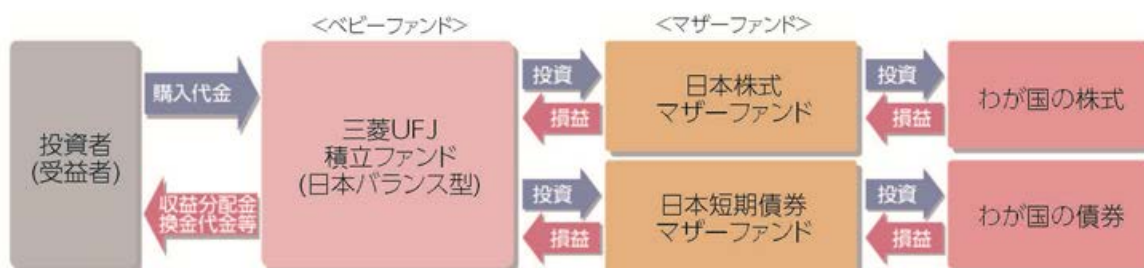 <ベビーファンド>
<マザーファンド>
投資者
(受益者)
購入代金
収益分配金
換金代金等
三菱UFJ
積立ファンド
(日本バランス型)
投資
損益
日本株式
マザーファンド
投資
損益
わが国の株式
投資
損益
日本短期債券
マザーファンド
投資
損益
わが国の債券